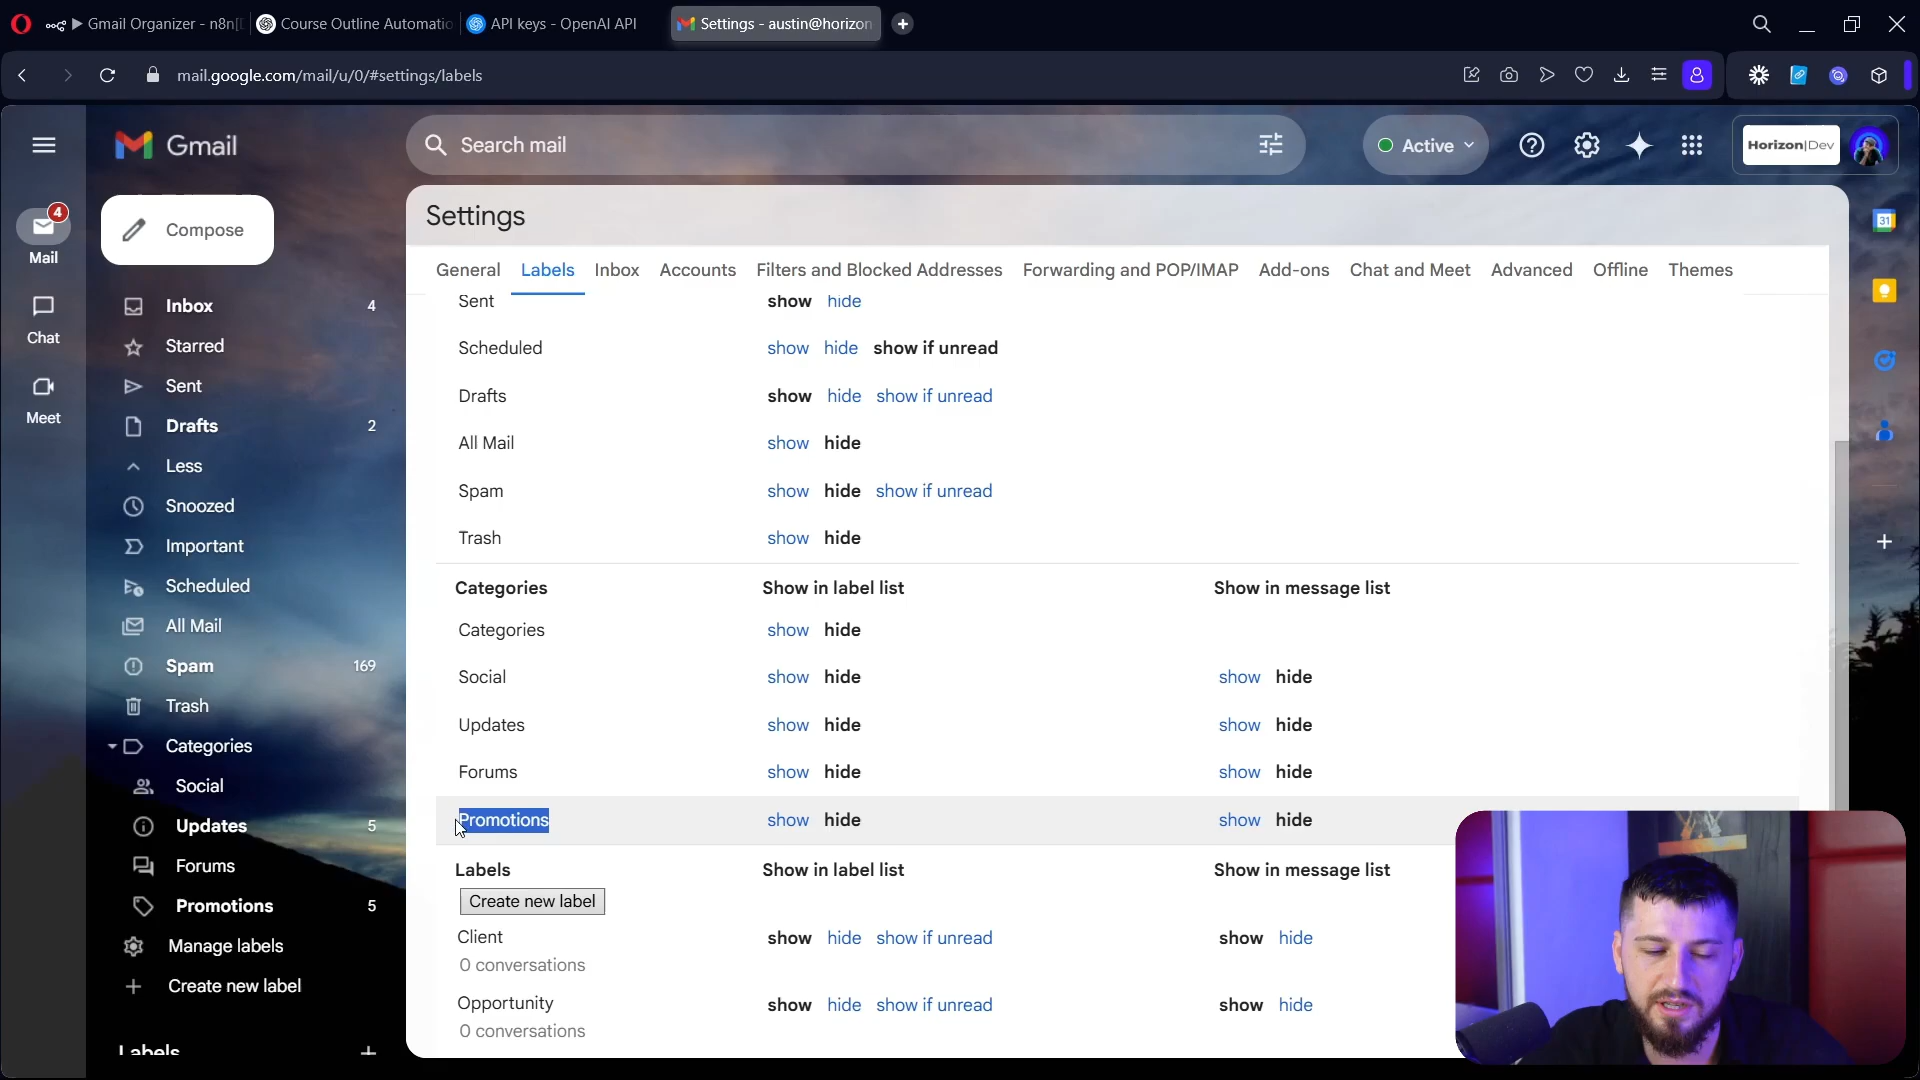 Gmail Organizer - n8n[
Course Outline Automatio
API keys - OpenAI API
Settings - austin@horizon
mail.google.com/mail/u/0/#settings/labels
Gmail
Search mail
Active
Horizon|Dev
4
Mail
Chat
Meet
Compose
Inbox 4
Starred
Sent
Drafts 2
Less
Snoozed
Important
Scheduled
All Mail
Spam 169
Trash
Categories
Social
Updates 5
Forums
Promotions 5
Manage labels
Create new label
Labels
Settings
General Labels Inbox Accounts Filters and Blocked Addresses Forwarding and POP/IMAP Add-ons Chat and Meet Advanced Offline Themes
Sent show hide
Scheduled show hide show if unread
Drafts show hide show if unread
All Mail show hide
Spam show hide show if unread
Trash show hide
Categories Show in label list Show in message list
Categories show hide
Social show hide show hide
Updates show hide show hide
Forums show hide show hide
Promotions show hide show hide
Labels Show in label list Show in message list
Create new label
Client show hide show if unread show hide
0 conversations
Opportunity show hide show if unread show hide
0 conversations
31